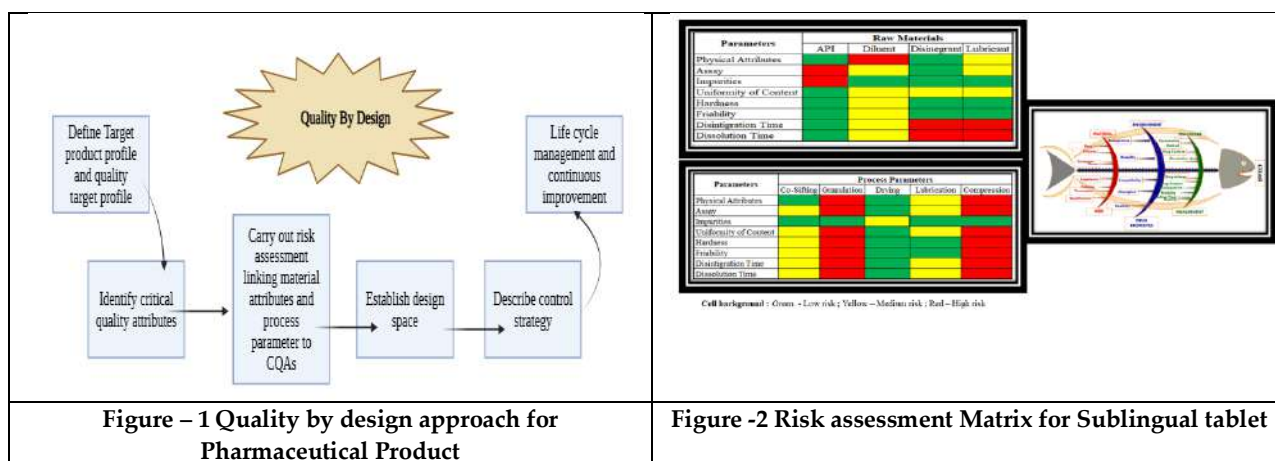 Quality By Design
Define Target
product profile
and quality
target profile
Identify critical
quality attributes
Carry out risk
assessment
linking material
attributes and
process
parameter to
CQAs
Establish design
space
Describe control
strategy
Life cycle
management and
continuous
improvement
Figure – 1 Quality by design approach for
Pharmaceutical Product
Parameters
Raw Materials
API Diluent Disinegrant Lubricant
Physical Attributes
Assay
Impurities
Uniformity of Content
Hardness
Friability
Disintigration Time
Dissolution Time
Parameters
Process Parameters
Co-Sifting Granulation Drying Lubrication Compression
Physical Attributes
Assay
Impurities
Uniformity of Content
Hardness
Friability
Disintigration Time
Dissolution Time
Cell background : Green - Low risk ; Yellow – Medium risk ; Red – High risk
Figure -2 Risk assessment Matrix for Sublingual tablet